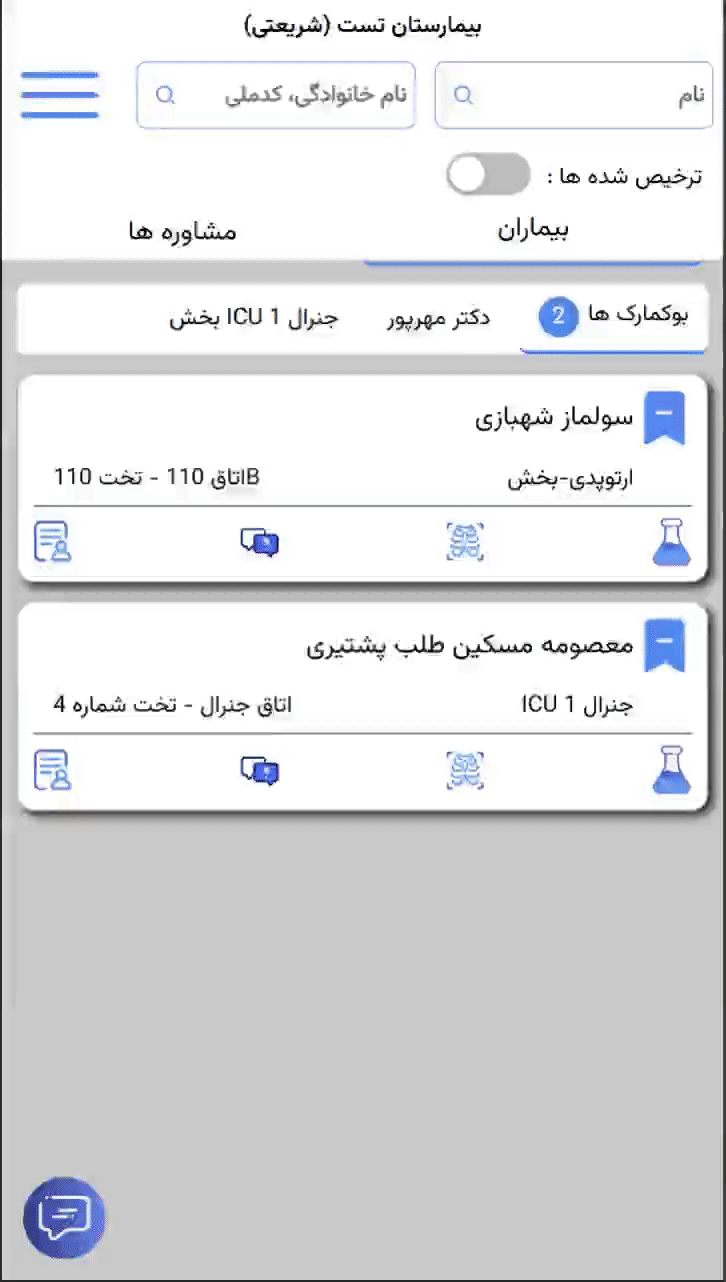 بیمارستان تست (شریعتی)
نام
نام خانوادگی، کدملی
ترخیص شده ها :
بیماران
مشاوره ها
بوکمارک ها 2
دکتر مهرپور
جنرال ICU 1 بخش
سولماز شهبازی
ارتوپدی-بخش
اتاق 110 - تخت 110B
معصومه مسکین طلب پشتیری
جنرال ICU 1
اتاق جنرال - تخت شماره 4